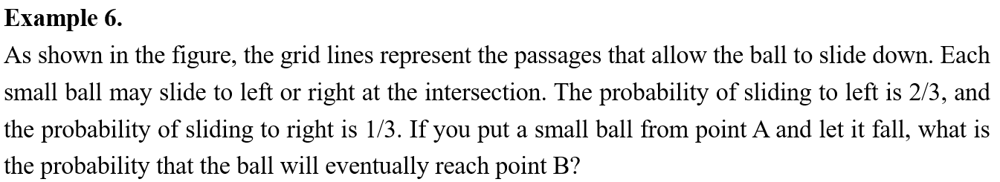 Example 6.
As shown in the figure, the grid lines represent the passages that allow the ball to slide down. Each
small ball may slide to left or right at the intersection. The probability of sliding to left is 2/3, and
the probability of sliding to right is 1/3. If you put a small ball from point A and let it fall, what is
the probability that the ball will eventually reach point B?